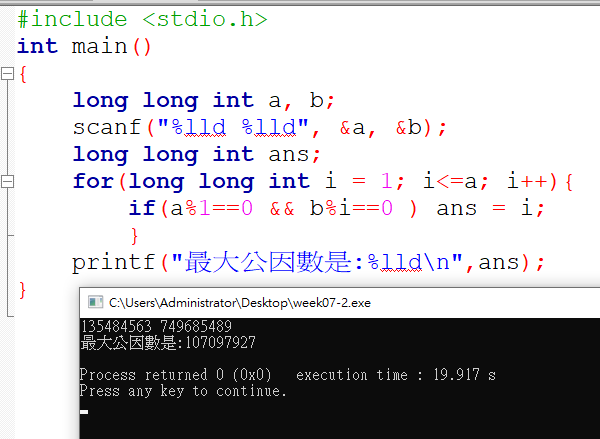 #include <stdio.h>
int main()
{
    long long int a, b;
    scanf("%lld %lld", &a, &b);
    long long int ans;
    for(long long int i = 1; i<=a; i++){
        if(a%1==0 && b%i==0 ) ans = i;
        }
    printf("最大公因數是:%lld\n",ans);
}
C:\Users\Administrator\Desktop\week07-2.exe
135484563 749685489
最大公因數是:107097927
Process returned 0 (0x0)   execution time : 19.917 s
Press any key to continue.